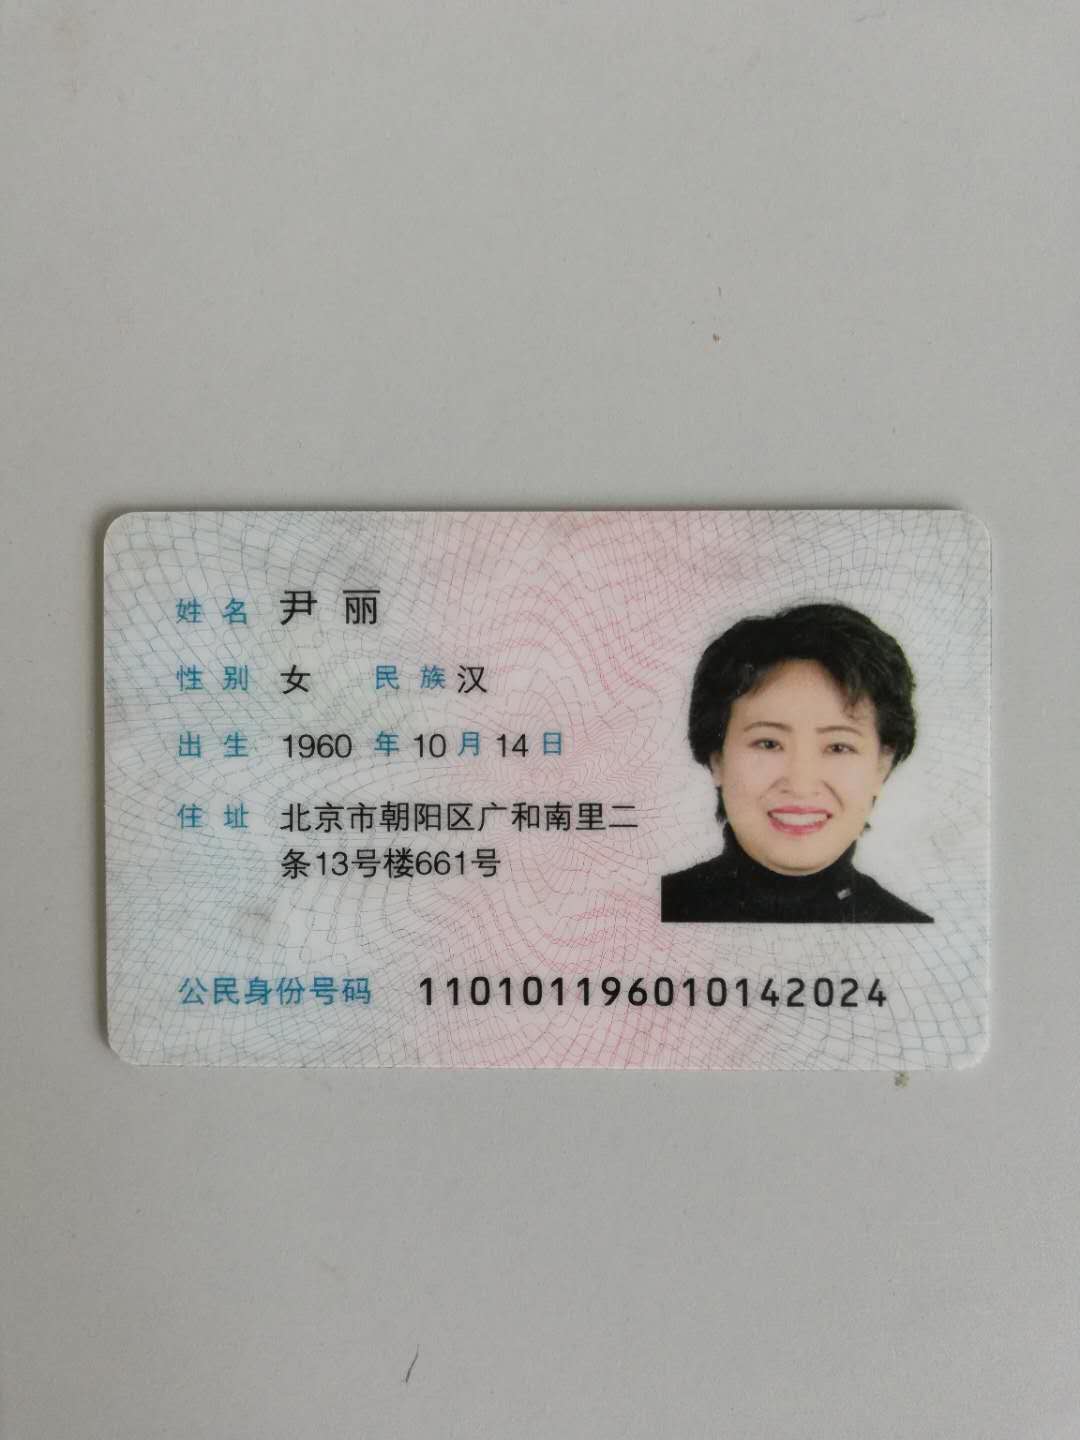 姓名 尹丽
性别 女 民族 汉
出生 1960 年 10 月 14 日
住址 北京市朝阳区广和南里二
条13号楼661号
公民身份号码 110101196010142024